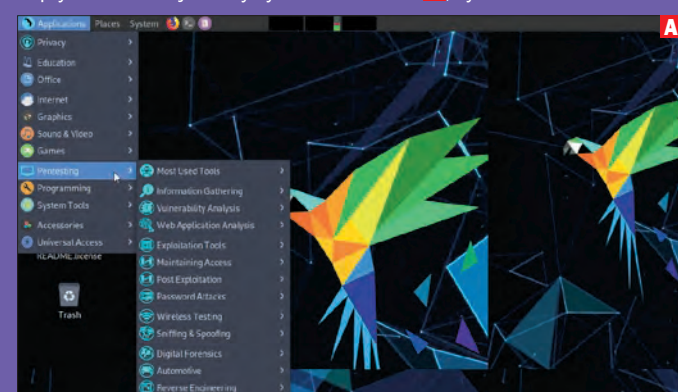 Applications Places System
A
Privacy
Education
Office
Internet
Graphics
Sound & Video
Games
Pentesting
Programming
System Tools
Accessories
Universal Access
README.license
Trash
Most Used Tools
Information Gathering
Vulnerability Analysis
Web Application Analysis
Exploitation Tools
Maintaining Access
Post Exploitation
Password Attacks
Wireless Testing
Sniffing & Spoofing
Digital Forensics
Automotive
Reverse Engineering